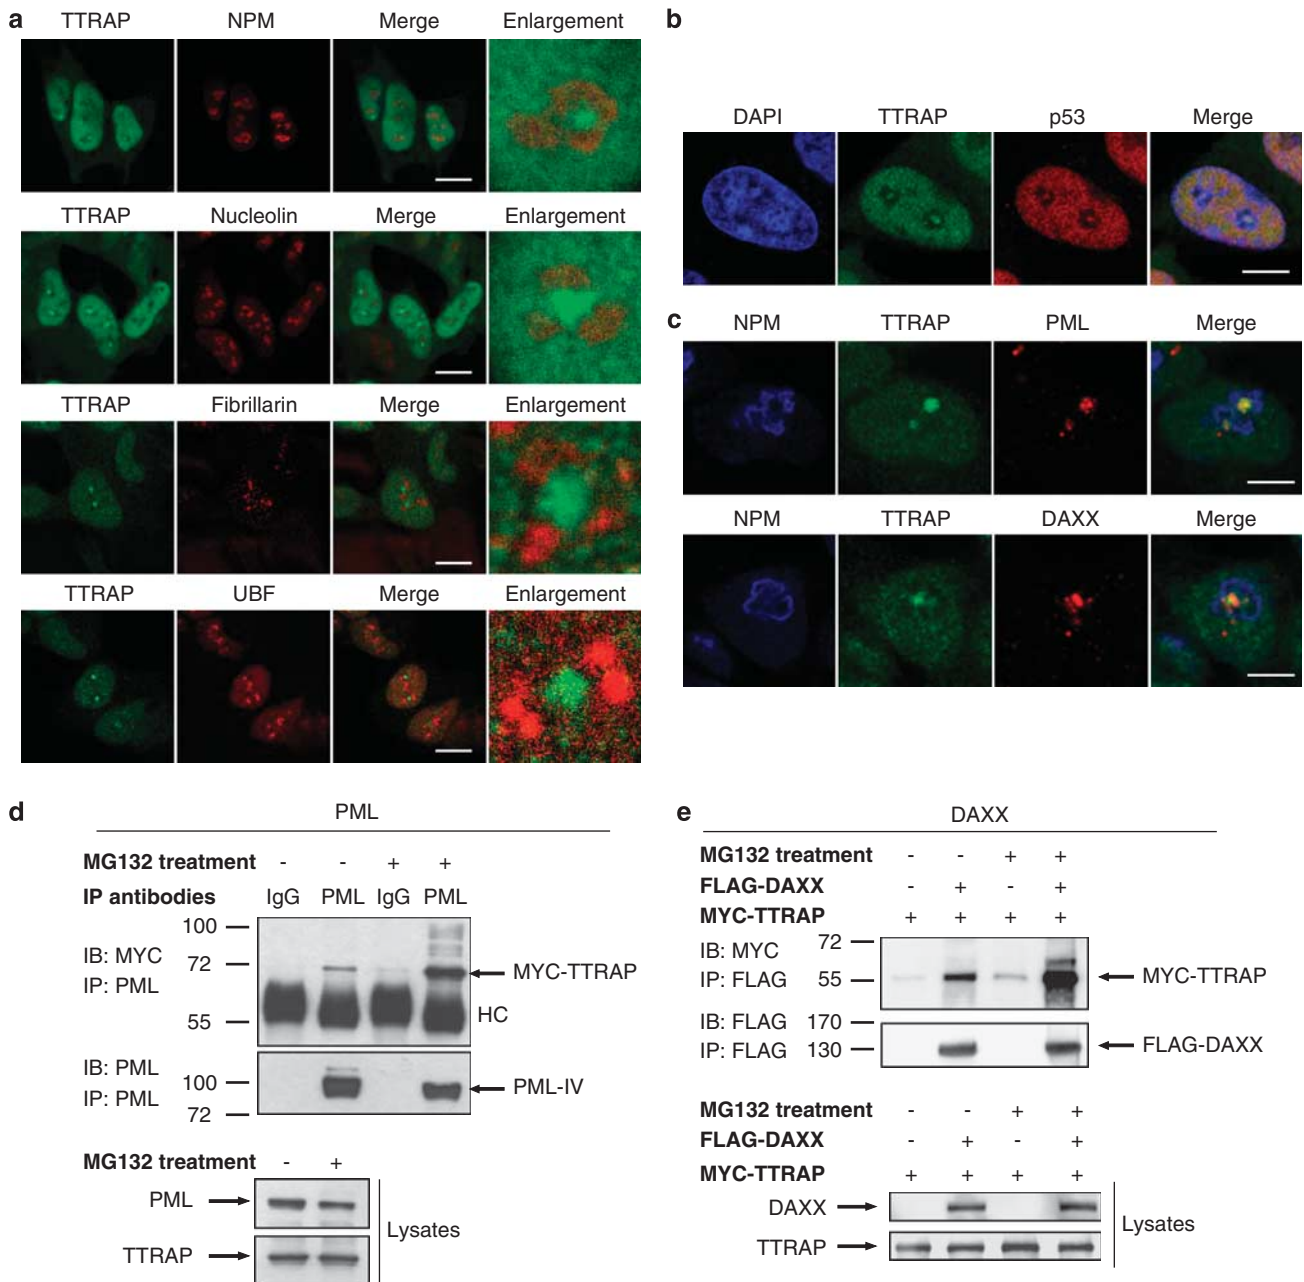 a
TTRAP NPM Merge Enlargement
TTRAP Nucleolin Merge Enlargement
TTRAP Fibrillarin Merge Enlargement
TTRAP UBF Merge Enlargement
b
DAPI TTRAP p53 Merge
c
NPM TTRAP PML Merge
NPM TTRAP DAXX Merge
d
PML
MG132 treatment - - + +
IP antibodies IgG PML IgG PML
100
IB: MYC 72
IP: PML MYC-TTRAP
55 HC
IB: PML 100
IP: PML PML-IV
72
MG132 treatment - +
PML
Lysates
TTRAP
e
DAXX
MG132 treatment - - + +
FLAG-DAXX - + - +
MYC-TTRAP + + + +
IB: MYC 72
IP: FLAG 55 MYC-TTRAP
IB: FLAG 170
IP: FLAG 130 FLAG-DAXX
MG132 treatment - - + +
FLAG-DAXX - + - +
MYC-TTRAP + + + +
DAXX
Lysates
TTRAP